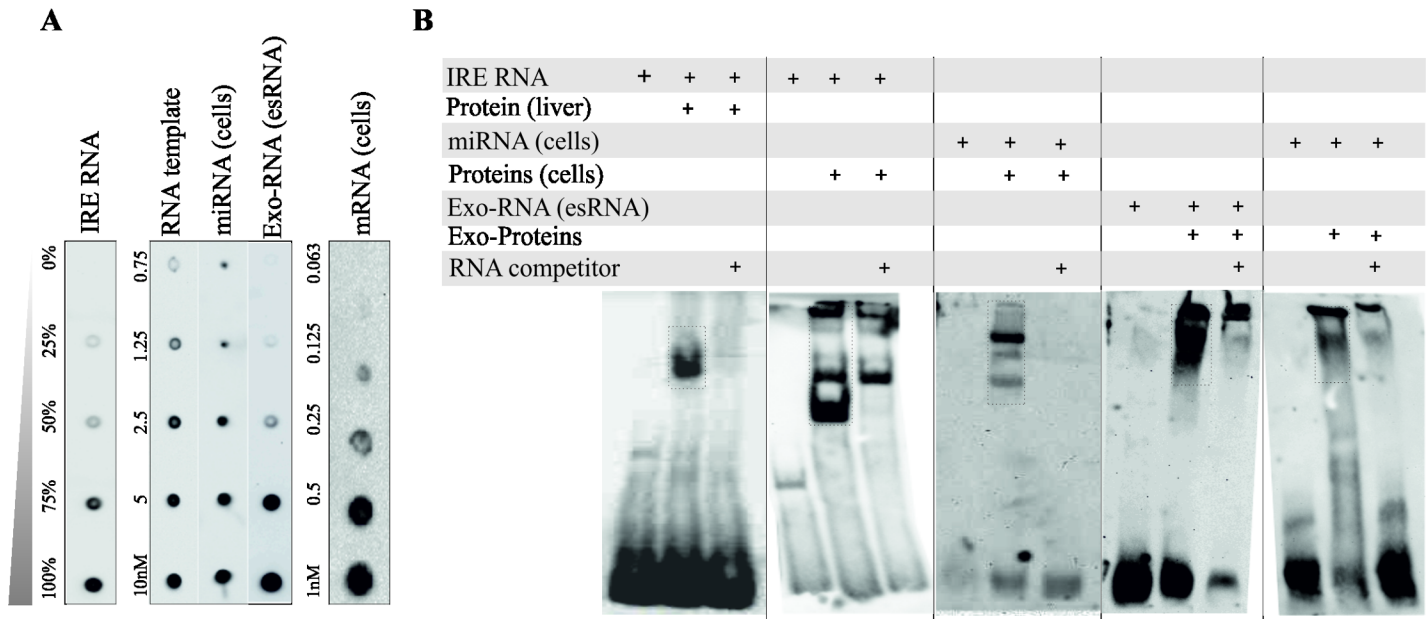 A
IRE RNA
RNA template
miRNA (cells)
Exo-RNA (esRNA)
mRNA (cells)
0%
25%
50%
75%
100%
0.75
1.25
2.5
5
10nM
0.063
0.125
0.25
0.5
1nM
B
IRE RNA + + + + + +
Protein (liver) + +
miRNA (cells) + + + + + +
Proteins (cells) + + + +
Exo-RNA (esRNA) + + +
Exo-Proteins + + + +
RNA competitor + + + + +